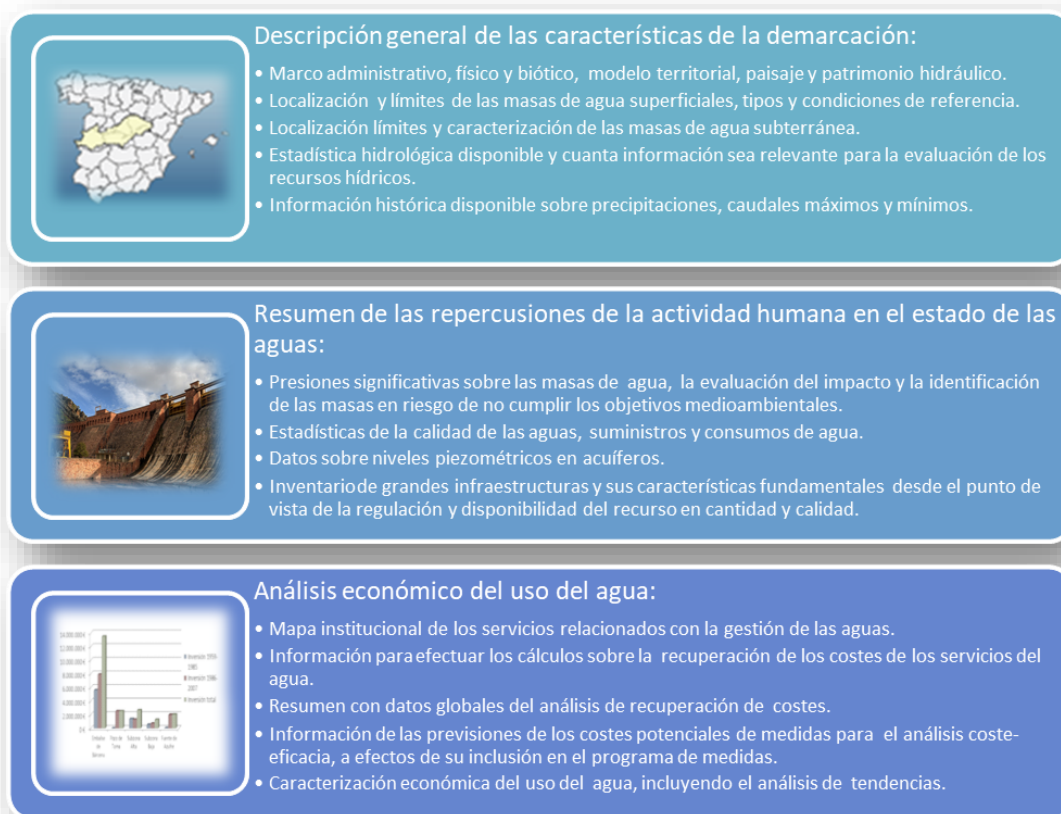 Descripción general de las características de la demarcación:
• Marco administrativo, físico y biótico, modelo territorial, paisaje y patrimonio hidráulico.
• Localización y límites de las masas de agua superficiales, tipos y condiciones de referencia.
• Localización límites y caracterización de las masas de agua subterránea.
• Estadística hidrológica disponible y cuanta información sea relevante para la evaluación de los
recursos hídricos.
• Información histórica disponible sobre precipitaciones, caudales máximos y mínimos.
Resumen de las repercusiones de la actividad humana en el estado de las
aguas:
• Presiones significativas sobre las masas de agua, la evaluación del impacto y la identificación
de las masas en riesgo de no cumplir los objetivos medioambientales.
• Estadísticas de la calidad de las aguas, suministros y consumos de agua.
• Datos sobre niveles piezométricos en acuíferos.
• Inventario de grandes infraestructuras y sus características fundamentales desde el punto de
vista de la regulación y disponibilidad del recurso en cantidad y calidad.
Análisis económico del uso del agua:
• Mapa institucional de los servicios relacionados con la gestión de las aguas.
• Información para efectuar los cálculos sobre la recuperación de los costes de los servicios del
agua.
• Resumen con datos globales del análisis de recuperación de costes.
• Información de las previsiones de los costes potenciales de medidas para el análisis coste-
eficacia, a efectos de su inclusión en el programa de medidas.
• Caracterización económica del uso del agua, incluyendo el análisis de tendencias.